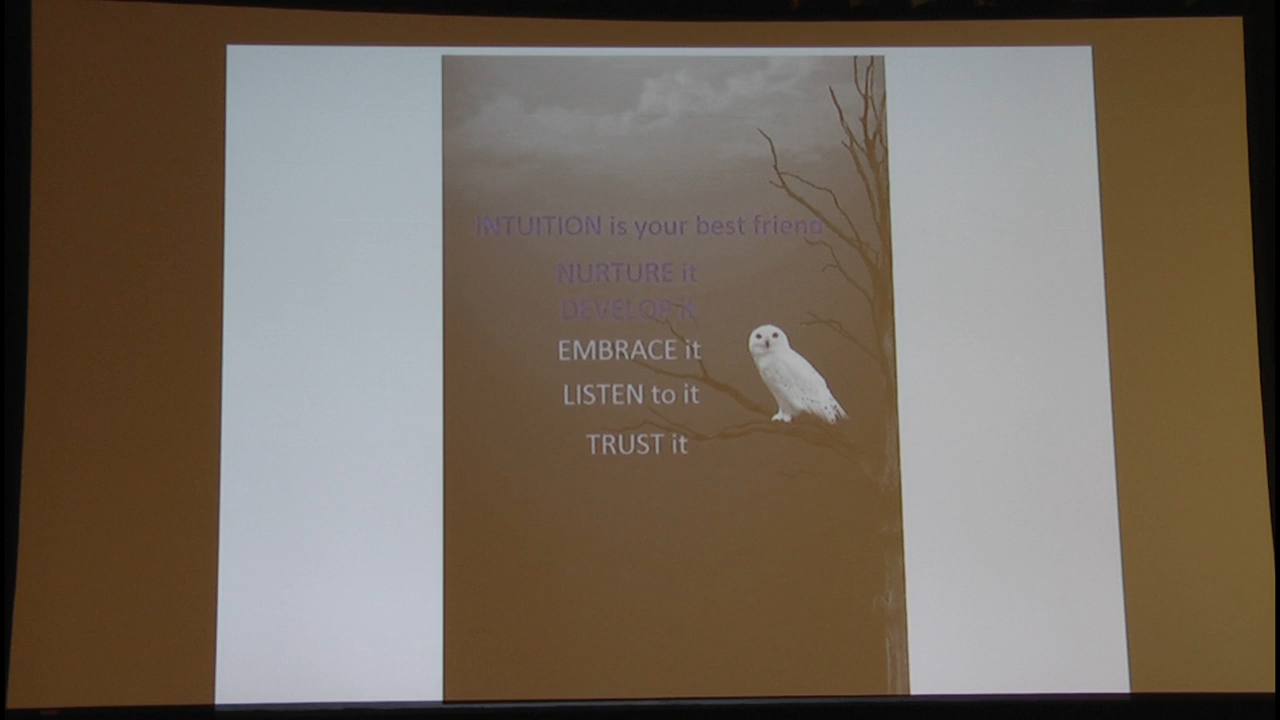 INTUITION is your best friend
NURTURE it
DEVELOP it
EMBRACE it
LISTEN to it
TRUST it